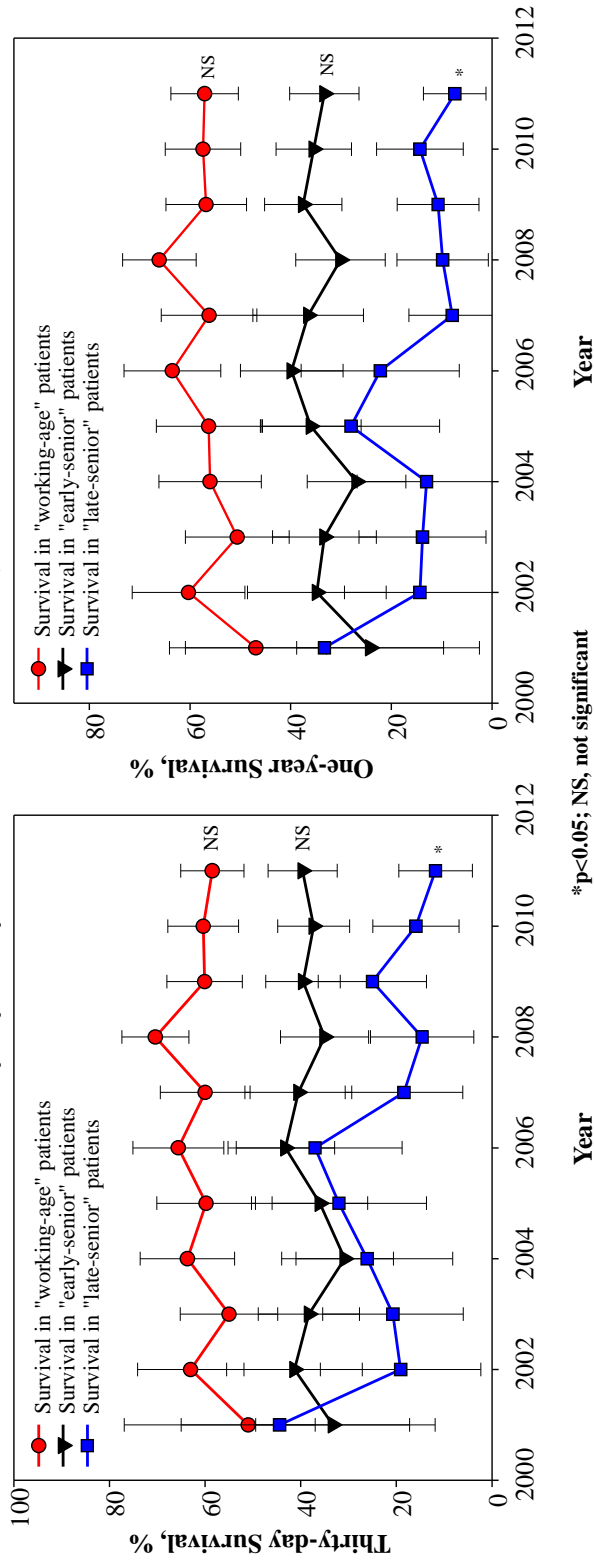 100
80
60
40
20
0
Thirty-day Survival, %
Survival in "working-age" patients
Survival in "early-senior" patients
Survival in "late-senior" patients
NS
NS
*
2000
2002
2004
2006
2008
2010
2012
Year
80
60
40
20
0
One-year Survival, %
Survival in "working-age" patients
Survival in "early-senior" patients
Survival in "late-senior" patients
NS
NS
*
2000
2002
2004
2006
2008
2010
2012
Year
*p<0.05; NS, not significant